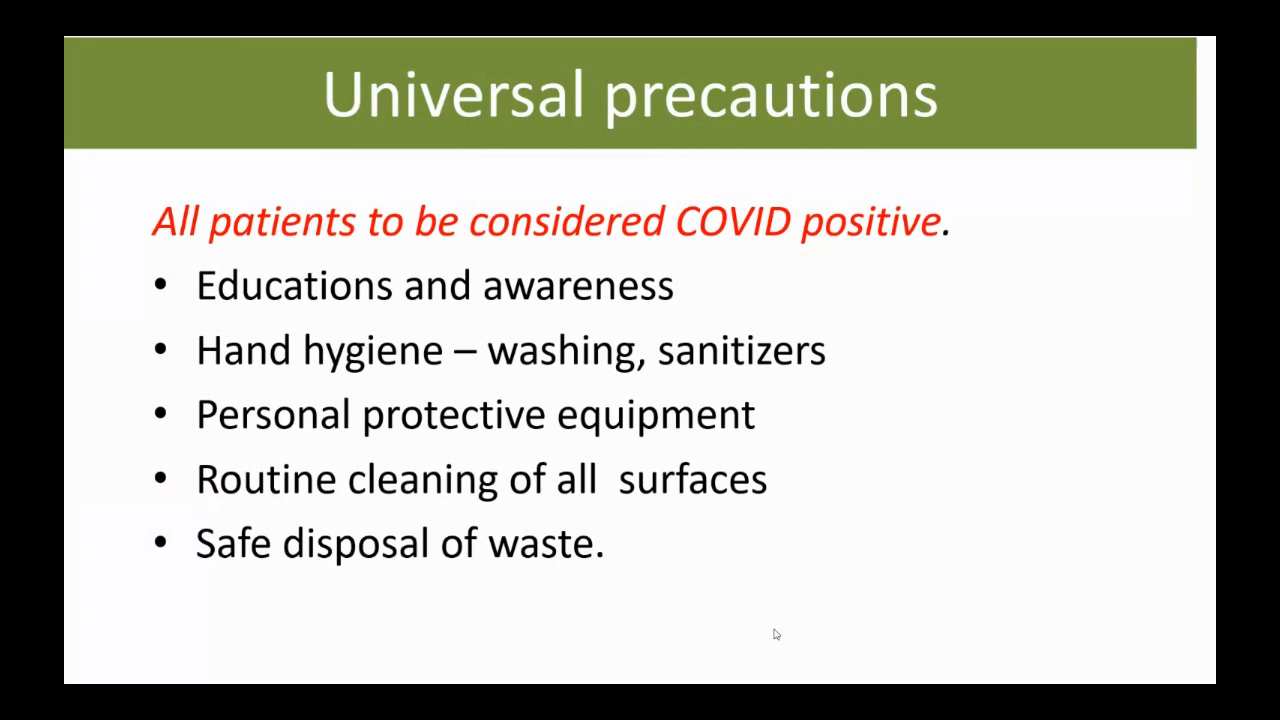 Universal precautions
All patients to be considered COVID positive.
• Educations and awareness
• Hand hygiene – washing, sanitizers
• Personal protective equipment
• Routine cleaning of all  surfaces
• Safe disposal of waste.